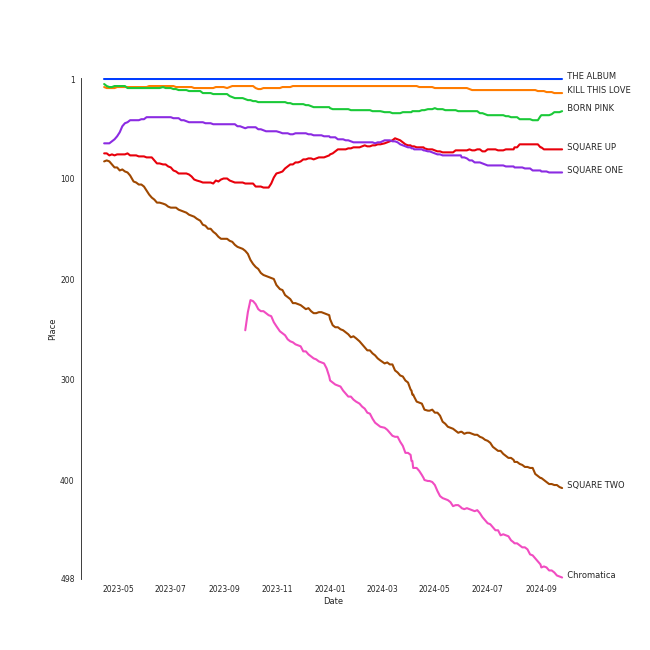 1
100
200
300
400
498
Place
2023-05
2023-07
2023-09
2023-11
2024-01
2024-03
2024-05
2024-07
2024-09
Date
THE ALBUM
KILL THIS LOVE
BORN PINK
SQUARE UP
SQUARE ONE
SQUARE TWO
Chromatica